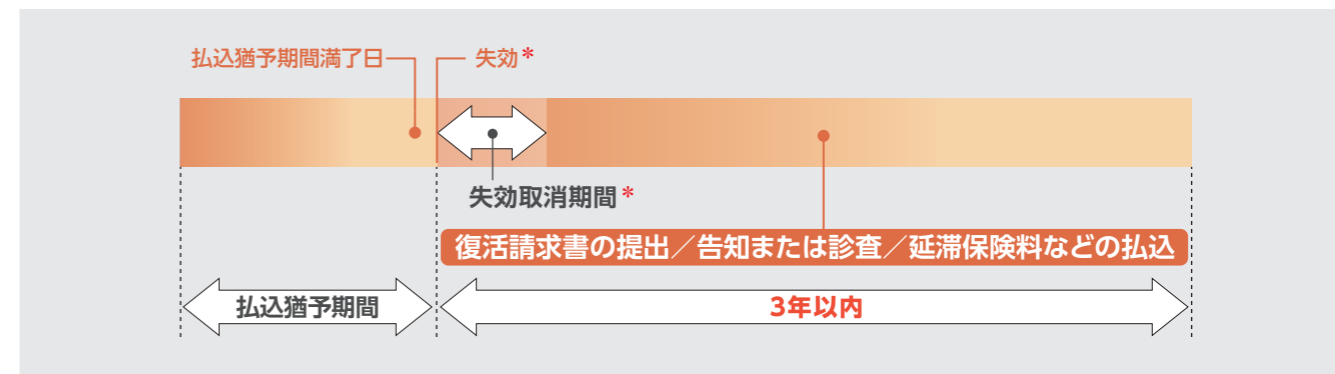 払込猶予期間満了日
失効*
失効取消期間*
復活請求書の提出／告知または診査／延滞保険料などの払込
払込猶予期間
3年以内